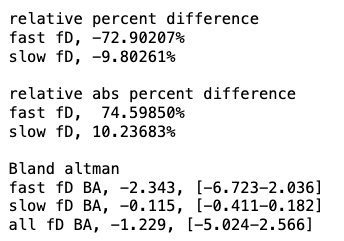 relative percent difference
fast fD, -72.90207%
slow fD, -9.80261%

relative abs percent difference
fast fD,  74.59850%
slow fD, 10.23683%

Bland altman
fast fD BA, -2.343, [-6.723-2.036]
slow fD BA, -0.115, [-0.411-0.182]
all fD BA, -1.229, [-5.024-2.566]